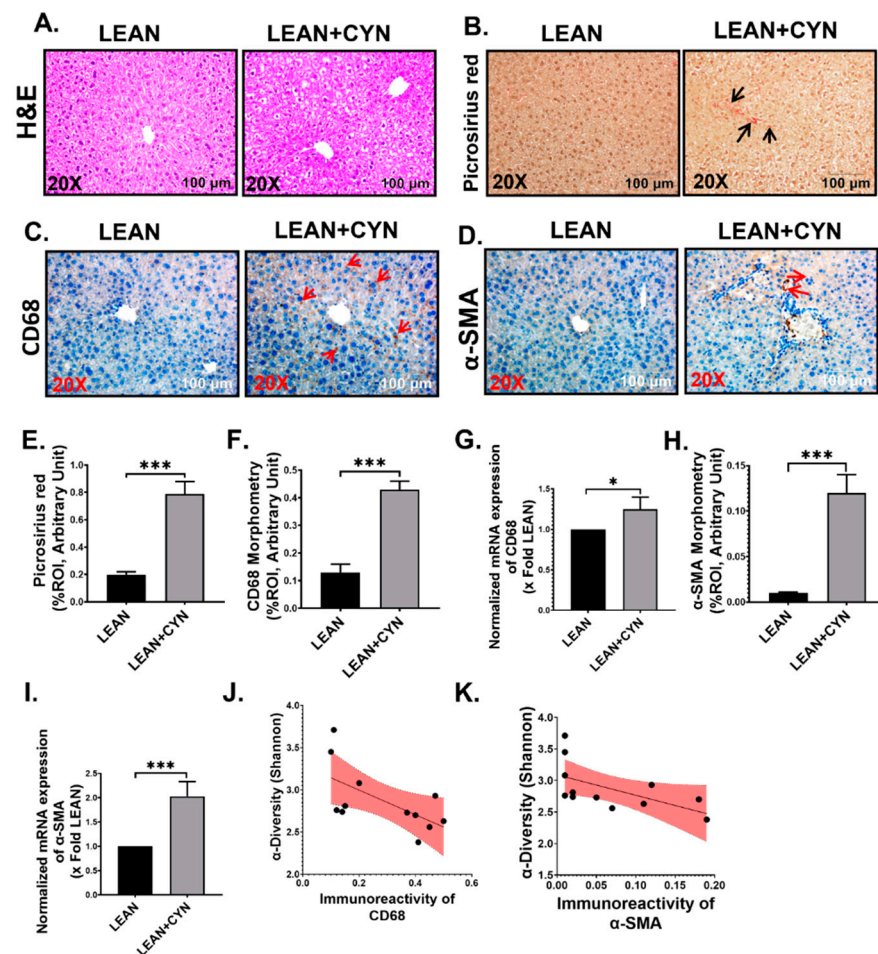 A.
LEAN
LEAN+CYN
H&E
20X
100 µm
100 µm
B.
LEAN
LEAN+CYN
Picrosirius red
20X
100 µm
20X
100 µm
C.
LEAN
LEAN+CYN
CD68
20X
100 µm
20X
100 µm
D.
LEAN
LEAN+CYN
α-SMA
20X
100 µm
20X
100 µm
E.
Picrosirius red
(%ROI, Arbitrary Unit)
***
1.0
0.8
0.6
0.4
0.2
0.0
LEAN
LEAN+CYN
F.
CD68 Morphometry
(%ROI, Arbitrary Unit)
***
0.4
0.3
0.2
0.1
0.0
LEAN
LEAN+CYN
G.
Normalized mRNA expression
of CD68
(x Fold LEAN)
*
1.5
1.0
0.5
0.0
LEAN
LEAN+CYN
H.
α-SMA Morphometry
(%ROI, Arbitrary Unit)
***
0.15
0.10
0.05
0.00
LEAN
LEAN+CYN
I.
Normalized mRNA expression
of α-SMA
(x Fold LEAN)
***
2.5
2.0
1.5
1.0
0.5
0.0
LEAN
LEAN+CYN
J.
α-Diversity (Shannon)
4.0
3.5
3.0
2.5
2.0
0.0
0.2
0.4
0.6
Immunoreactivity of
CD68
K.
α-Diversity (Shannon)
4.0
3.5
3.0
2.5
2.0
1.5
0.00
0.05
0.10
0.15
0.20
Immunoreactivity of
α-SMA